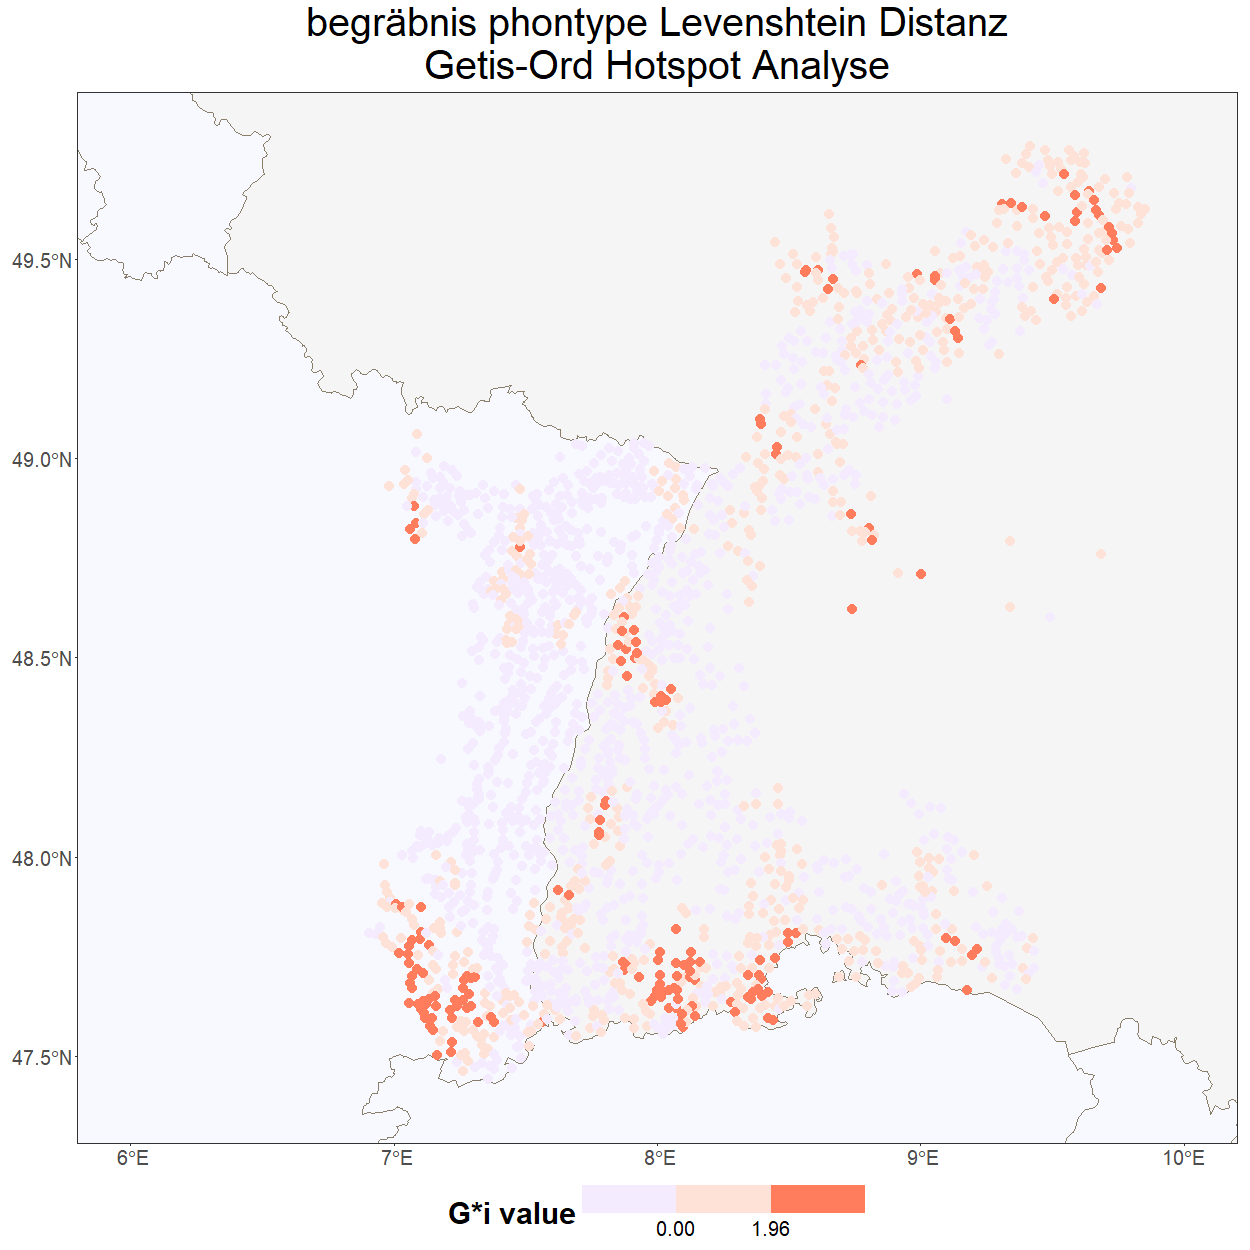 begräbnis phontype Levenshtein Distanz
Getis-Ord Hotspot Analyse
49.5°N
49.0°N
48.5°N
48.0°N
47.5°N
6°E 7°E 8°E 9°E 10°E
G*i value
0.00 1.96